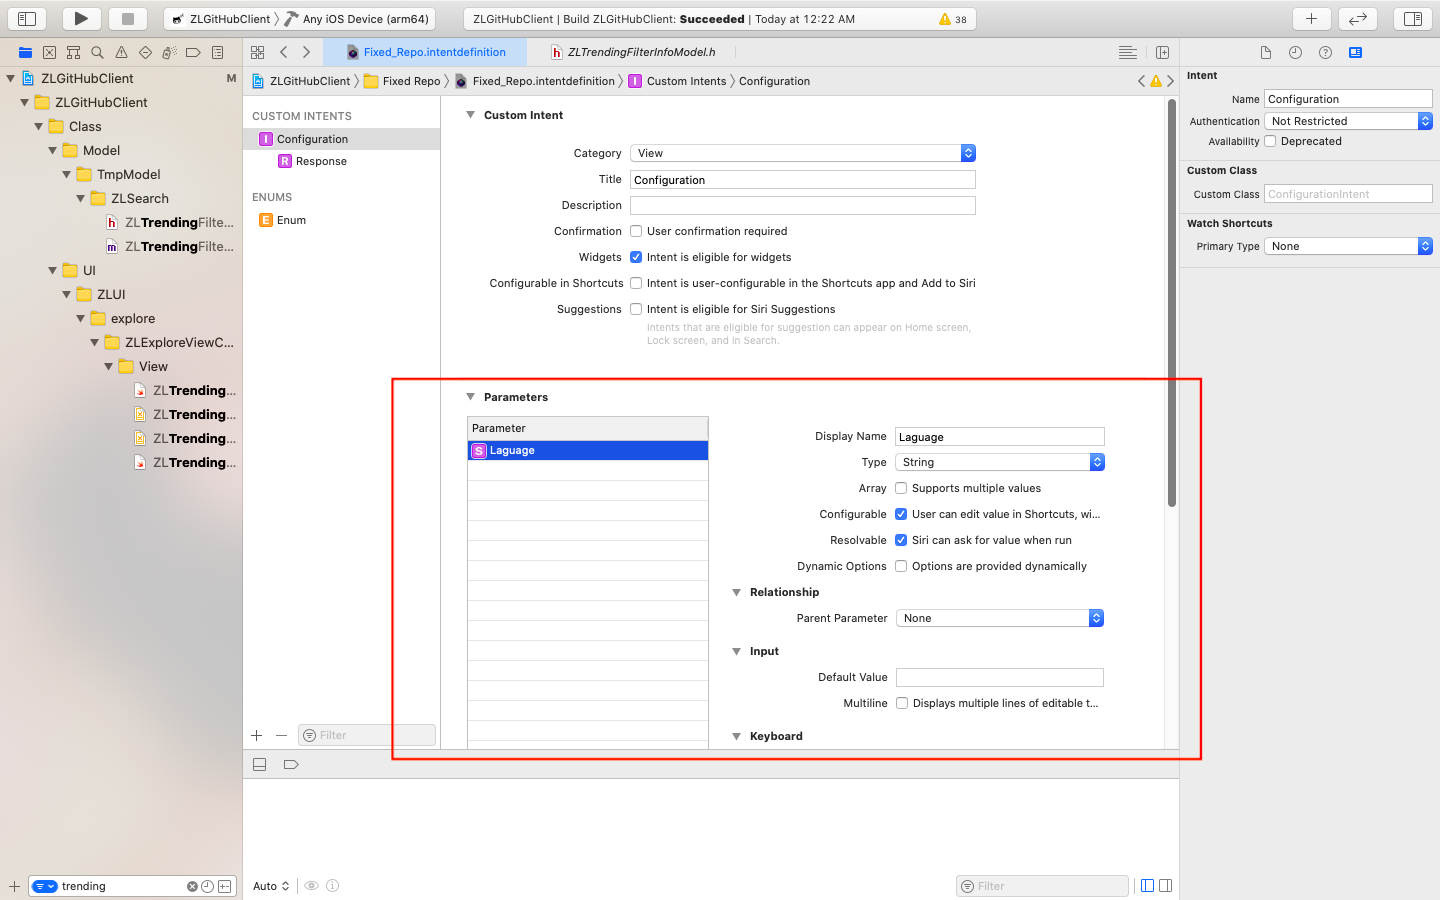 ZLGitHubClient 〉 Any iOS Device (arm64)
ZLGitHubClient | Build ZLGitHubClient: Succeeded | Today at 12:22 AM
38
Fixed_Repo.intentdefinition
h ZLTrendingFilterInfoModel.h
ZLGitHubClient M
ZLGitHubClient
Class
Model
TmpModel
ZLSearch
h ZLTrendingFilte...
m ZLTrendingFilte...
UI
ZLUI
explore
ZLExploreViewC...
View
ZLTrending...
ZLTrending...
ZLTrending...
ZLTrending...
trending
ZLGitHubClient 〉 Fixed Repo 〉 Fixed_Repo.intentdefinition 〉 I Custom Intents 〉 Configuration
CUSTOM INTENTS
I Configuration
R Response
ENUMS
E Enum
Filter
Custom Intent
Category View
Title Configuration
Description
Confirmation User confirmation required
Widgets Intent is eligible for widgets
Configurable in Shortcuts Intent is user-configurable in the Shortcuts app and Add to Siri
Suggestions Intent is eligible for Siri Suggestions
Intents that are eligible for suggestion can appear on Home screen,
Lock screen, and in Search.
Parameters
Parameter
S Laguage
Display Name Laguage
Type String
Array Supports multiple values
Configurable User can edit value in Shortcuts, wi...
Resolvable Siri can ask for value when run
Dynamic Options Options are provided dynamically
Relationship
Parent Parameter None
Input
Default Value
Multiline Displays multiple lines of editable t...
Keyboard
Auto
Filter
Intent
Name Configuration
Authentication Not Restricted
Availability Deprecated
Custom Class
Custom Class ConfigurationIntent
Watch Shortcuts
Primary Type None